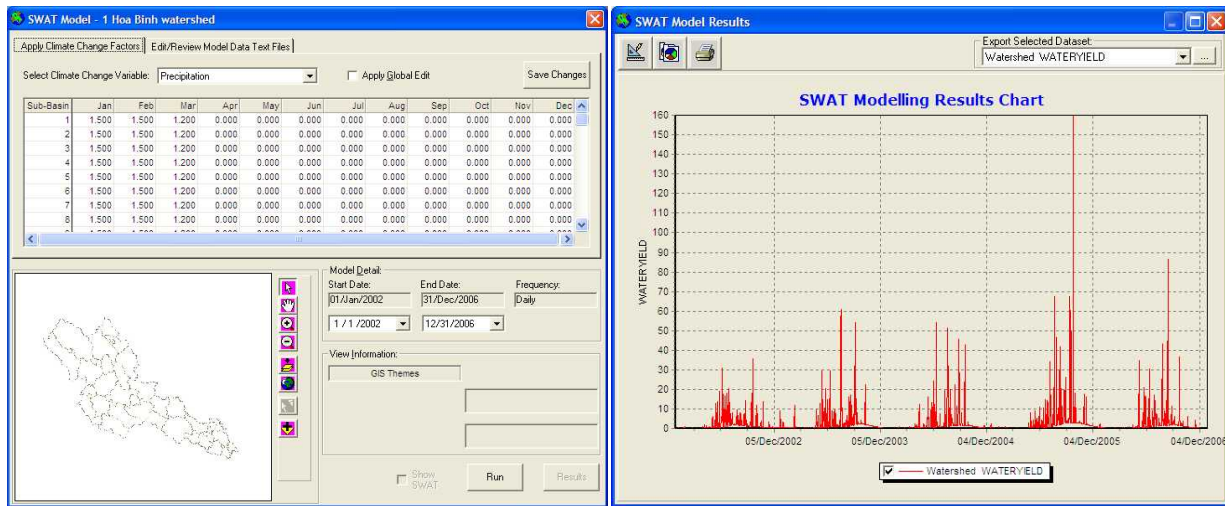 SWAT Model - 1 Hoa Binh watershed
Apply Climate Change Factors Edit/Review Model Data Text Files
Select Climate Change Variable: Precipitation Apply Global Edit Save Changes
Sub-Basin Jan Feb Mar Apr May Jun Jul Aug Sep Oct Nov Dec
1 1.500 1.500 1.200 0.000 0.000 0.000 0.000 0.000 0.000 0.000 0.000 0.000
2 1.500 1.500 1.200 0.000 0.000 0.000 0.000 0.000 0.000 0.000 0.000 0.000
3 1.500 1.500 1.200 0.000 0.000 0.000 0.000 0.000 0.000 0.000 0.000 0.000
4 1.500 1.500 1.200 0.000 0.000 0.000 0.000 0.000 0.000 0.000 0.000 0.000
5 1.500 1.500 1.200 0.000 0.000 0.000 0.000 0.000 0.000 0.000 0.000 0.000
6 1.500 1.500 1.200 0.000 0.000 0.000 0.000 0.000 0.000 0.000 0.000 0.000
7 1.500 1.500 1.200 0.000 0.000 0.000 0.000 0.000 0.000 0.000 0.000 0.000
8 1.500 1.500 1.200 0.000 0.000 0.000 0.000 0.000 0.000 0.000 0.000 0.000
Model Detail:
Start Date: End Date: Frequency:
01/Jan/2002 31/Dec/2006 Daily
1 / 1 /2002 12/31/2006
View Information:
GIS Themes
Show SWAT Run Results
SWAT Model Results
Export Selected Dataset:
Watershed WATERYIELD ...
SWAT Modelling Results Chart
160
150
140
130
120
110
100
90
80
70
60
50
40
30
20
10
0
WATERYIELD
05/Dec/2002 05/Dec/2003 04/Dec/2004 04/Dec/2005 04/Dec/2006
Watershed WATERYIELD